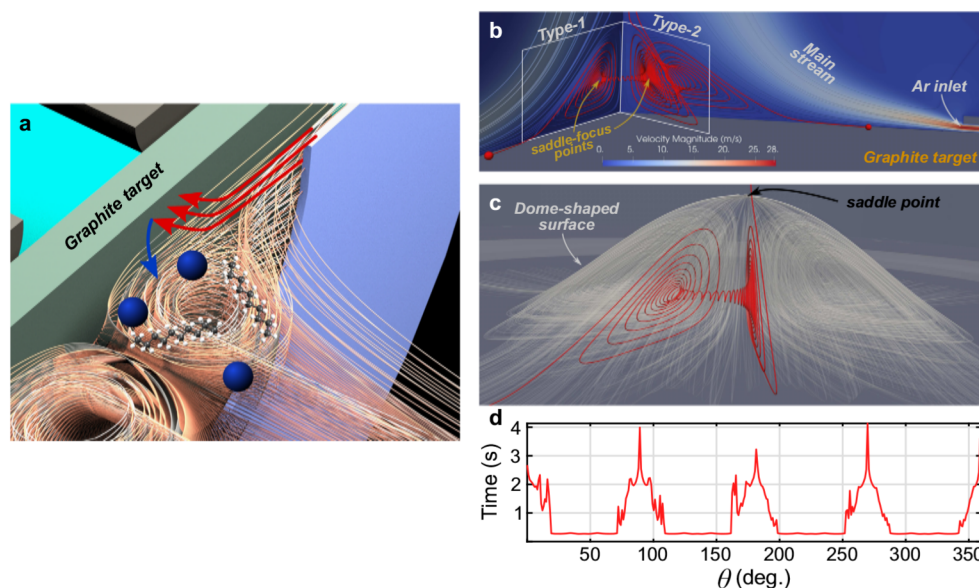 a
Graphite target
b
Type-1
Type-2
Main
stream
Ar inlet
saddle-focus
points
Velocity Magnitude (m/s)
0. 5. 10. 15. 20. 28.
Graphite target
c
Dome-shaped
surface
saddle point
d
Time (s)
4
3
2
1
50 100 150 200 250 300 350
θ (deg.)